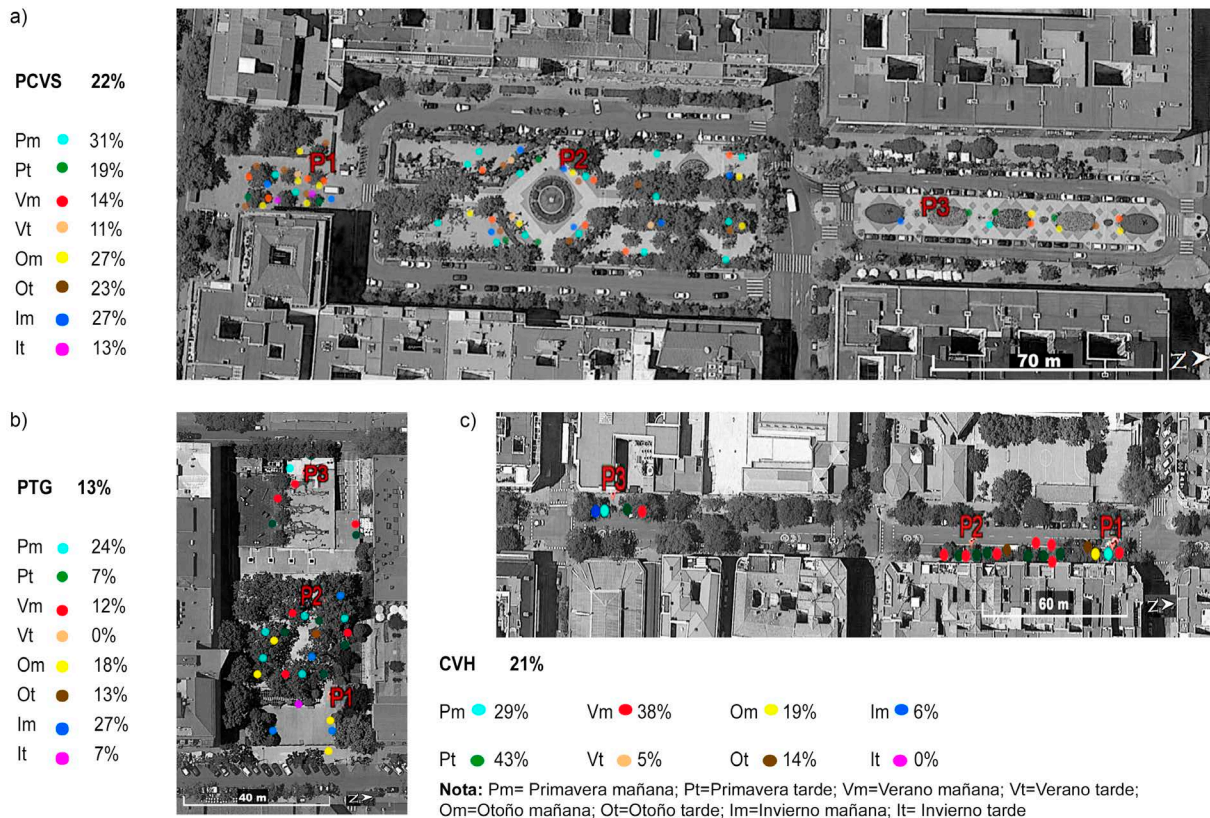 a)
PCVS 22%
Pm 31%
Pt 19%
Vm 14%
Vt 11%
Om 27%
Ot 23%
Im 27%
It 13%
P1
P2
P3
70 m
Z
b)
PTG 13%
Pm 24%
Pt 7%
Vm 12%
Vt 0%
Om 18%
Ot 13%
Im 27%
It 7%
P3
P2
P1
40 m
Z
c)
P3
P2
P1
60 m
Z
CVH 21%
Pm 29% Vm 38% Om 19% Im 6%
Pt 43% Vt 5% Ot 14% It 0%
Nota: Pm= Primavera mañana; Pt=Primavera tarde; Vm=Verano mañana; Vt=Verano tarde;
Om=Otoño mañana; Ot=Otoño tarde; Im=Invierno mañana; It= Invierno tarde